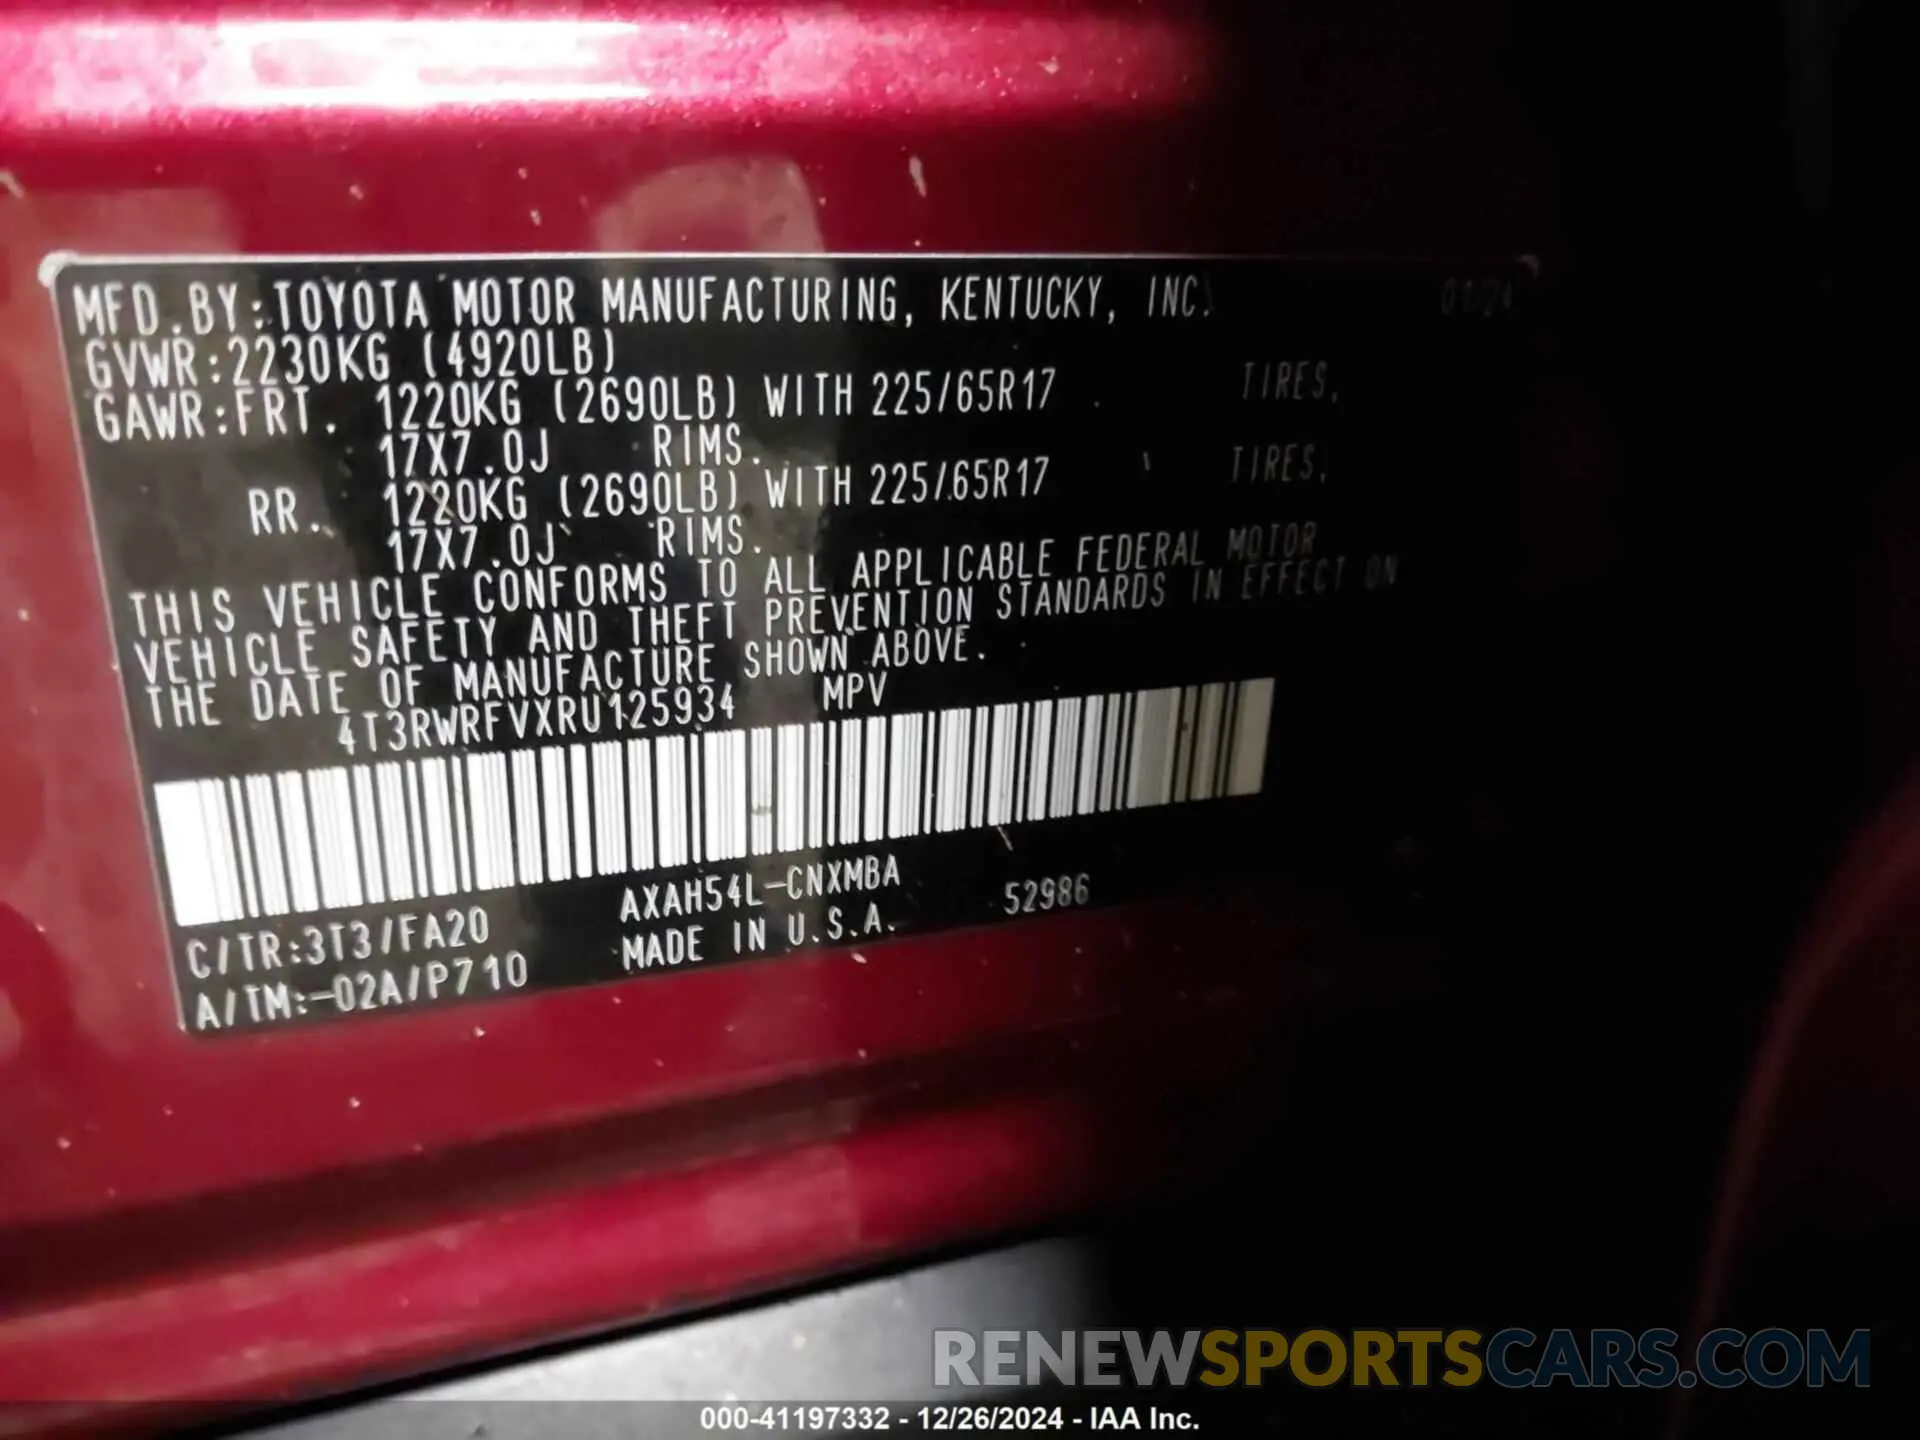 MFD.BY:TOYOTA MOTOR MANUFACTURING, KENTUCKY, INC.
GVWR:2230KG (4920LB)
GAWR:FRT. 1220KG (2690LB) WITH 225/65R17 TIRES,
17X7.0J RIMS.
RR. 1220KG (2690LB) WITH 225/65R17 TIRES,
17X7.0J RIMS.
THIS VEHICLE CONFORMS TO ALL APPLICABLE FEDERAL MOTOR
VEHICLE SAFETY AND THEFT PREVENTION STANDARDS IN EFFECT ON
THE DATE OF MANUFACTURE SHOWN ABOVE.
4T3RWRFVXRU125934 MPV
AXAH54L-CNXMBA 52986
C/TR:3T3/FA20 MADE IN U.S.A.
A/TM:-02A/P710
RENEWSPORTSCARS.COM
000-41197332 - 12/26/2024 - IAA Inc.